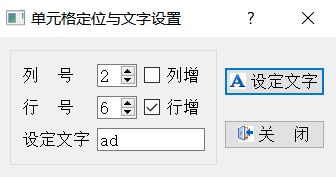 单元格定位与文字设置
列 号 2 列增
A 设定文字
行 号 6 行增
设定文字 ad
关 闭